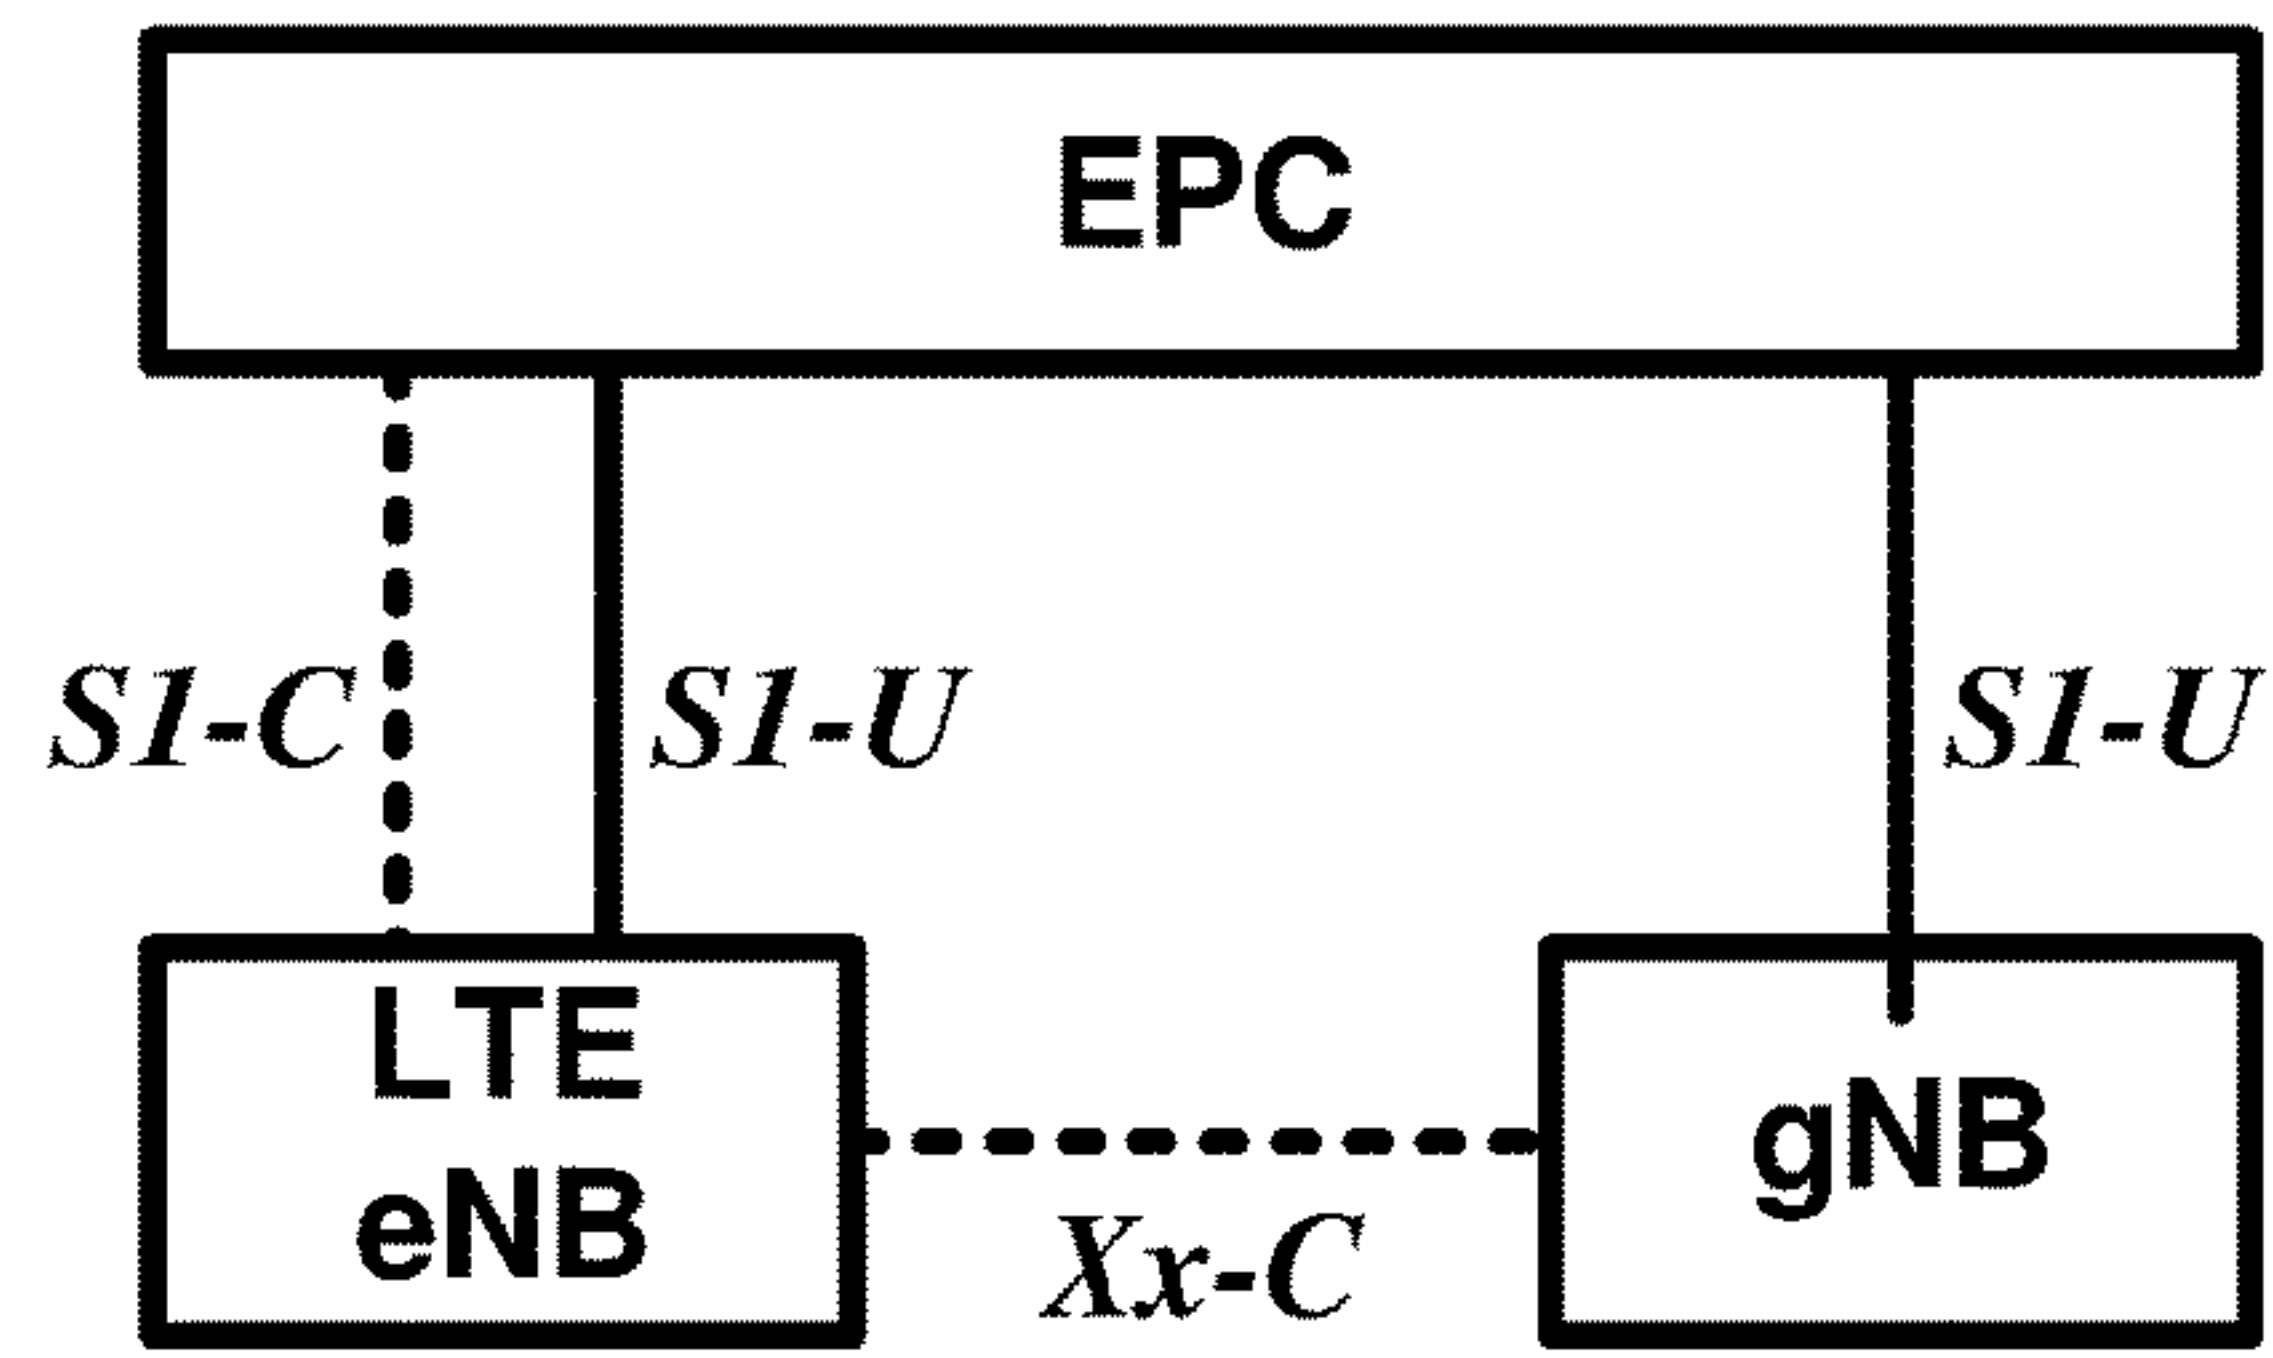 EPC
S1-C
S1-U
S1-U
LTE
eNB
gNB
Xx-C